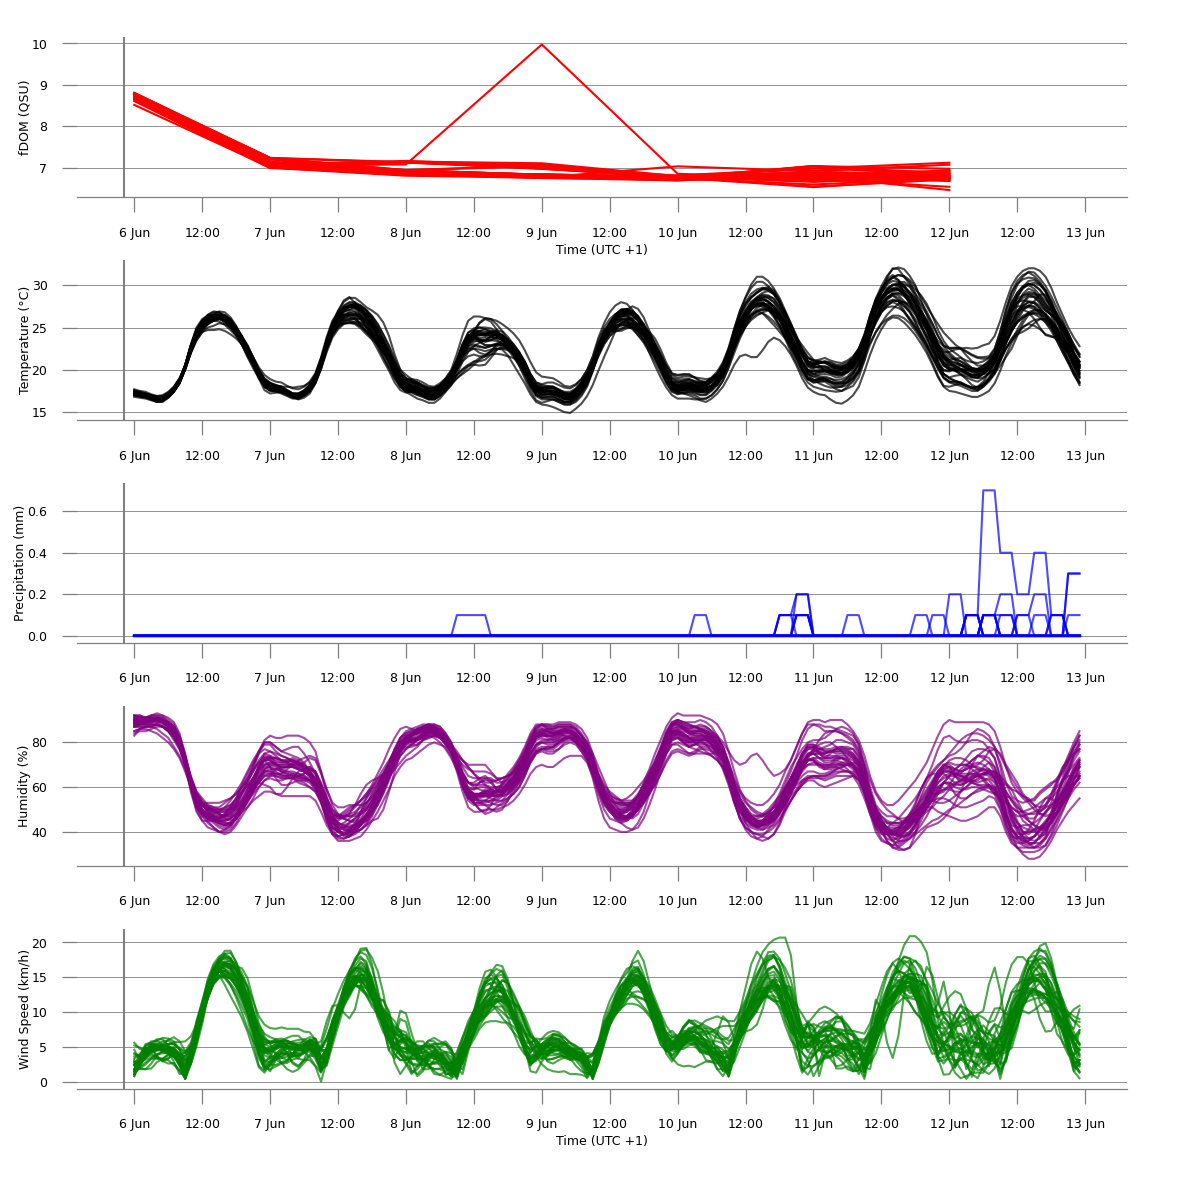 10
9
8
7
fDOM (QSU)
6 Jun 12:00 7 Jun 12:00 8 Jun 12:00 9 Jun 12:00 10 Jun 12:00 11 Jun 12:00 12 Jun 12:00 13 Jun
Time (UTC +1)
30
25
20
15
Temperature (°C)
6 Jun 12:00 7 Jun 12:00 8 Jun 12:00 9 Jun 12:00 10 Jun 12:00 11 Jun 12:00 12 Jun 12:00 13 Jun
0.6
0.4
0.2
0.0
Precipitation (mm)
6 Jun 12:00 7 Jun 12:00 8 Jun 12:00 9 Jun 12:00 10 Jun 12:00 11 Jun 12:00 12 Jun 12:00 13 Jun
80
60
40
Humidity (%)
6 Jun 12:00 7 Jun 12:00 8 Jun 12:00 9 Jun 12:00 10 Jun 12:00 11 Jun 12:00 12 Jun 12:00 13 Jun
20
15
10
5
0
Wind Speed (km/h)
6 Jun 12:00 7 Jun 12:00 8 Jun 12:00 9 Jun 12:00 10 Jun 12:00 11 Jun 12:00 12 Jun 12:00 13 Jun
Time (UTC +1)